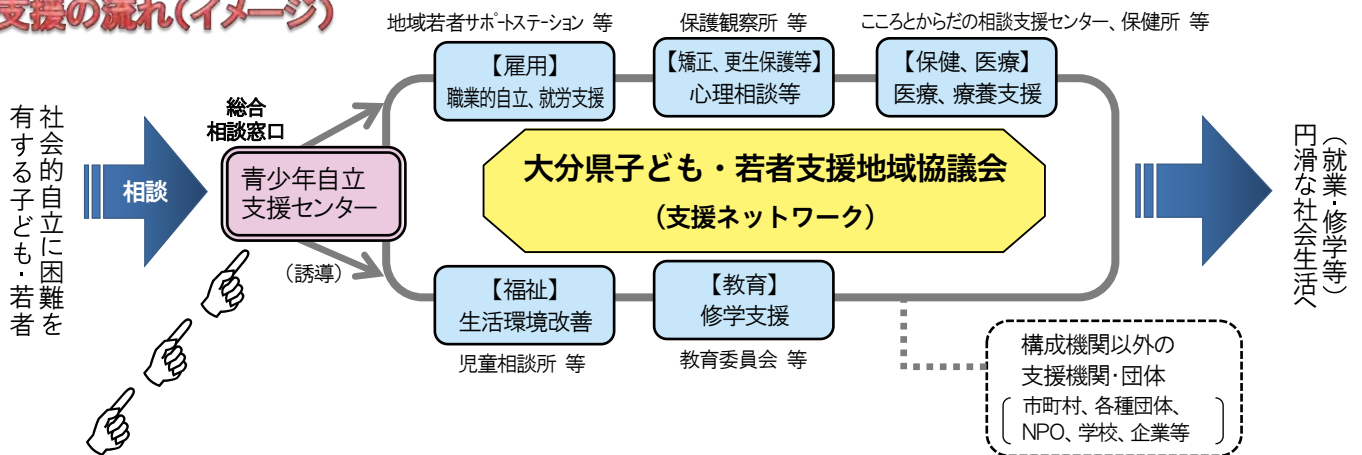 支援の流れ（イメージ）
地域若者サポートステーション 等
保護観察所 等
こころとからだの相談支援センター、保健所 等
【雇用】
職業的自立、就労支援
【矯正、更生保護等】
心理相談等
【保健、医療】
医療、療養支援
社会的自立に困難を
有する子ども・若者
相談
総合
相談窓口
青少年自立
支援センター
（誘導）
大分県子ども・若者支援地域協議会
（支援ネットワーク）
（就業・修学等）
円滑な社会生活へ
【福祉】
生活環境改善
児童相談所 等
【教育】
修学支援
教育委員会 等
構成機関以外の
支援機関・団体
市町村、各種団体、
NPO、学校、企業等